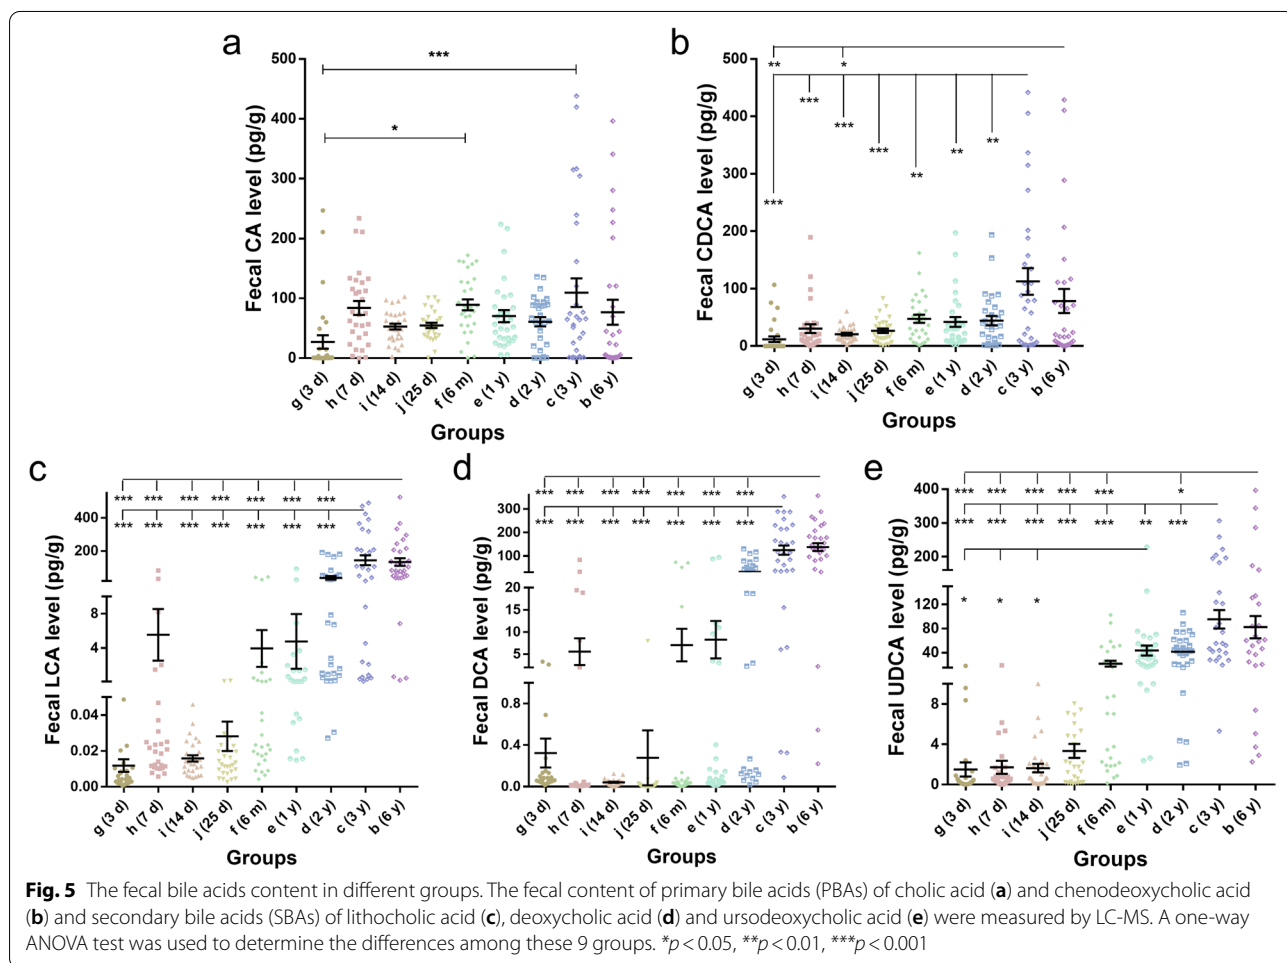 a
Fecal CA level (pg/g)
500
400
300
200
100
0
***
*
g (3 d)
h (7 d)
i (14 d)
j (25 d)
f (6 m)
e (1 y)
d (2 y)
c (3 y)
b (6 y)
Groups
b
Fecal CDCA level (pg/g)
500
400
300
200
100
0
** *
*** *** *** *** ** ** **
g (3 d)
h (7 d)
i (14 d)
j (25 d)
f (6 m)
e (1 y)
d (2 y)
c (3 y)
b (6 y)
Groups
c
Fecal LCA level (pg/g)
400
200
8
4
0.04
0.02
0.00
*** *** *** *** *** *** ***
*** *** *** *** *** *** ***
g (3 d)
h (7 d)
i (14 d)
j (25 d)
f (6 m)
e (1 y)
d (2 y)
c (3 y)
b (6 y)
Groups
d
Fecal DCA level (pg/g)
300
200
100
20
15
10
5
0.8
0.4
0.0
*** *** *** *** *** *** ***
*** *** *** *** *** *** ***
g (3 d)
h (7 d)
i (14 d)
j (25 d)
f (6 m)
e (1 y)
d (2 y)
c (3 y)
b (6 y)
Groups
e
Fecal UDCA level (pg/g)
400
300
200
120
80
40
8
4
0
*** *** *** *** *** *
*** *** *** *** *** ** ***
* * *
g (3 d)
h (7 d)
i (14 d)
j (25 d)
f (6 m)
e (1 y)
d (2 y)
c (3 y)
b (6 y)
Groups
Fig. 5 The fecal bile acids content in different groups. The fecal content of primary bile acids (PBAs) of cholic acid (a) and chenodeoxycholic acid
(b) and secondary bile acids (SBAs) of lithocholic acid (c), deoxycholic acid (d) and ursodeoxycholic acid (e) were measured by LC-MS. A one-way
ANOVA test was used to determine the differences among these 9 groups. *p < 0.05, **p < 0.01, ***p < 0.001